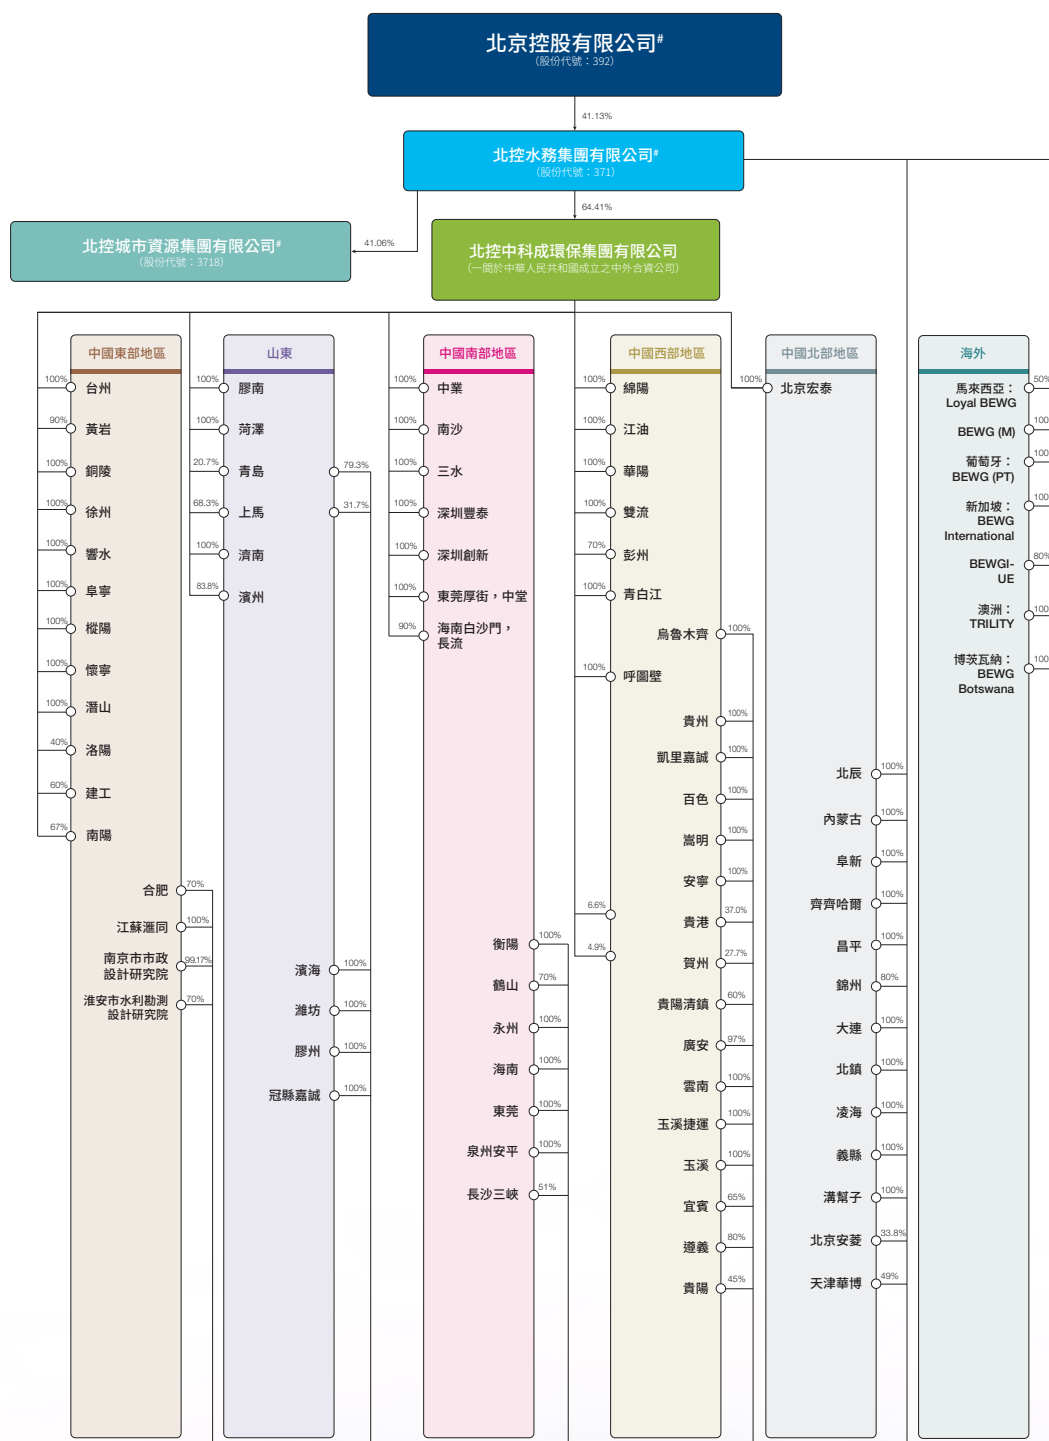 北京控股有限公司#
(股份代號：392)
41.13%
北控水務集團有限公司#
(股份代號：371)
64.41%
41.06%
北控城市資源集團有限公司#
(股份代號：3718)
北控中科成環保集團有限公司
(一間於中華人民共和國成立之中外合資公司)
中國東部地區
100% 台州
90% 黃岩
100% 銅陵
100% 徐州
100% 響水
100% 阜寧
100% 樅陽
100% 懷寧
100% 潛山
40% 洛陽
60% 建工
67% 南陽
合肥 70%
江蘇滙同 100%
南京市市政
設計研究院 99.17%
淮安市水利勘測
設計研究院 70%
山東
100% 膠南
100% 菏澤
20.7% 青島 79.3%
68.3% 上馬 31.7%
100% 濟南
83.8% 濱州
濱海 100%
濰坊 100%
膠州 100%
冠縣嘉誠 100%
中國南部地區
100% 中業
100% 南沙
100% 三水
100% 深圳豐泰
100% 深圳創新
100% 東莞厚街，中堂
90% 海南白沙門，
長流
衡陽 100%
鶴山 70%
永州 100%
海南 100%
東莞 100%
泉州安平 100%
長沙三峽 51%
中國西部地區
100% 綿陽
100% 江油
100% 華陽
100% 雙流
70% 彭州
100% 青白江
烏魯木齊 100%
100% 呼圖壁
貴州 100%
凱里嘉誠 100%
百色 100%
嵩明 100%
安寧 100%
6.6% 貴港 37.0%
4.9% 賀州 27.7%
貴陽清鎮 60%
廣安 97%
雲南 100%
玉溪捷運 100%
玉溪 100%
宜賓 65%
遵義 80%
貴陽 45%
中國北部地區
100% 北京宏泰
北辰 100%
內蒙古 100%
阜新 100%
齊齊哈爾 100%
昌平 100%
錦州 80%
大連 100%
北鎮 100%
凌海 100%
義縣 100%
溝幫子 100%
北京安菱 33.8%
天津華博 49%
海外
馬來西亞： 50%
Loyal BEWG
BEWG (M) 100%
葡萄牙： 100%
BEWG (PT)
新加坡： 100%
BEWG
International
BEWGI- 80%
UE
澳洲： 100%
TRILITY
博茨瓦納： 100%
BEWG
Botswana